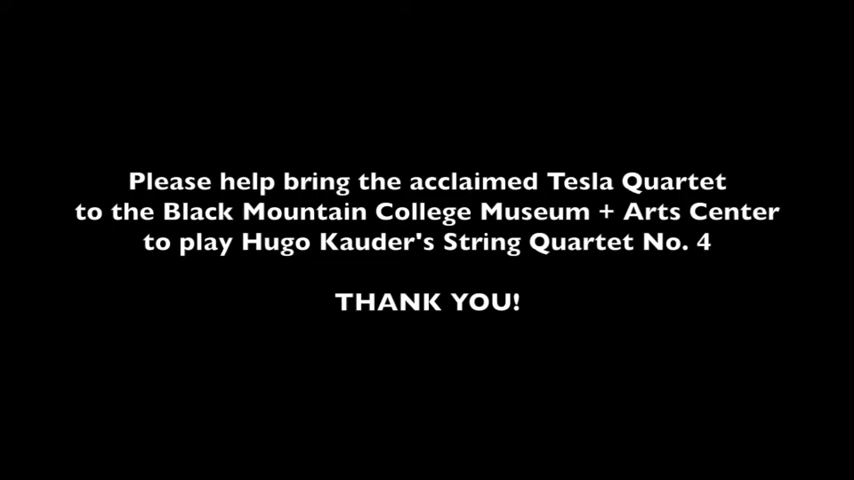 Please help bring the acclaimed Tesla Quartet
to the Black Mountain College Museum + Arts Center
to play Hugo Kauder's String Quartet No. 4
THANK YOU!